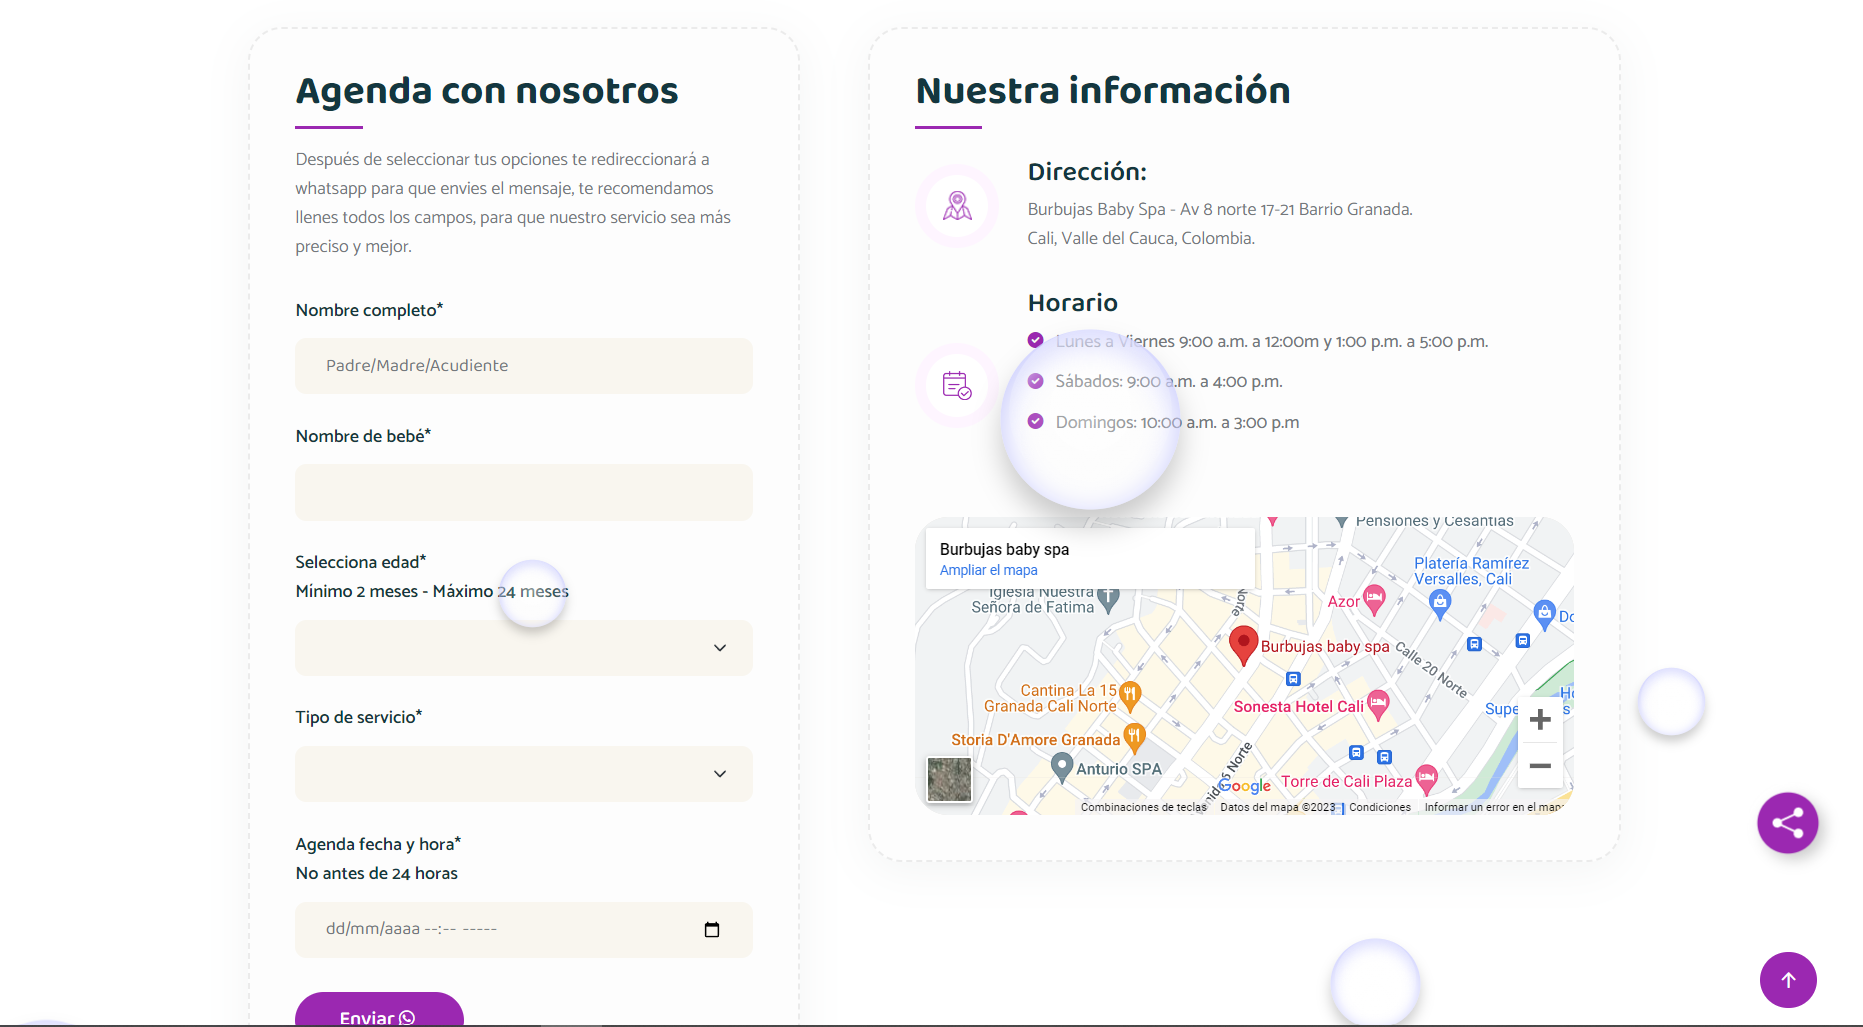 Agenda con nosotros
Después de seleccionar tus opciones te redireccionará a
whatsapp para que envies el mensaje, te recomendamos
llenes todos los campos, para que nuestro servicio sea más
preciso y mejor.
Nombre completo*
Padre/Madre/Acudiente
Nombre de bebé*
Selecciona edad*
Mínimo 2 meses - Máximo 24 meses
Tipo de servicio*
Agenda fecha y hora*
No antes de 24 horas
dd/mm/aaaa --:-- -----
Enviar
Nuestra información
Dirección:
Burbujas Baby Spa - Av 8 norte 17-21 Barrio Granada.
Cali, Valle del Cauca, Colombia.
Horario
Lunes a Viernes 9:00 a.m. a 12:00m y 1:00 p.m. a 5:00 p.m.
Sábados: 9:00 a.m. a 4:00 p.m.
Domingos: 10:00 a.m. a 3:00 p.m
Pensiones y Cesantías
Burbujas baby spa
Ampliar el mapa
Iglesia Nuestra
Señora de Fatima
Norte
Platería Ramírez
Versalles, Cali
Azor
Burbujas baby spa
Calle 20 Norte
Cantina La 15
Granada Cali Norte
Sonesta Hotel Cali
Storia D'Amore Granada
Anturio SPA
Norte
Google
Torre de Cali Plaza
Combinaciones de teclas
Datos del mapa ©2023
Condiciones
Informar un error en el